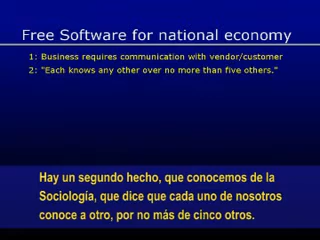 Free Software for national economy
1: Business requires communication with vendor/customer
2: "Each knows any other over no more than five others."
Hay un segundo hecho, que conocemos de la
Sociología, que dice que cada uno de nosotros
conoce a otro, por no más de cinco otros.